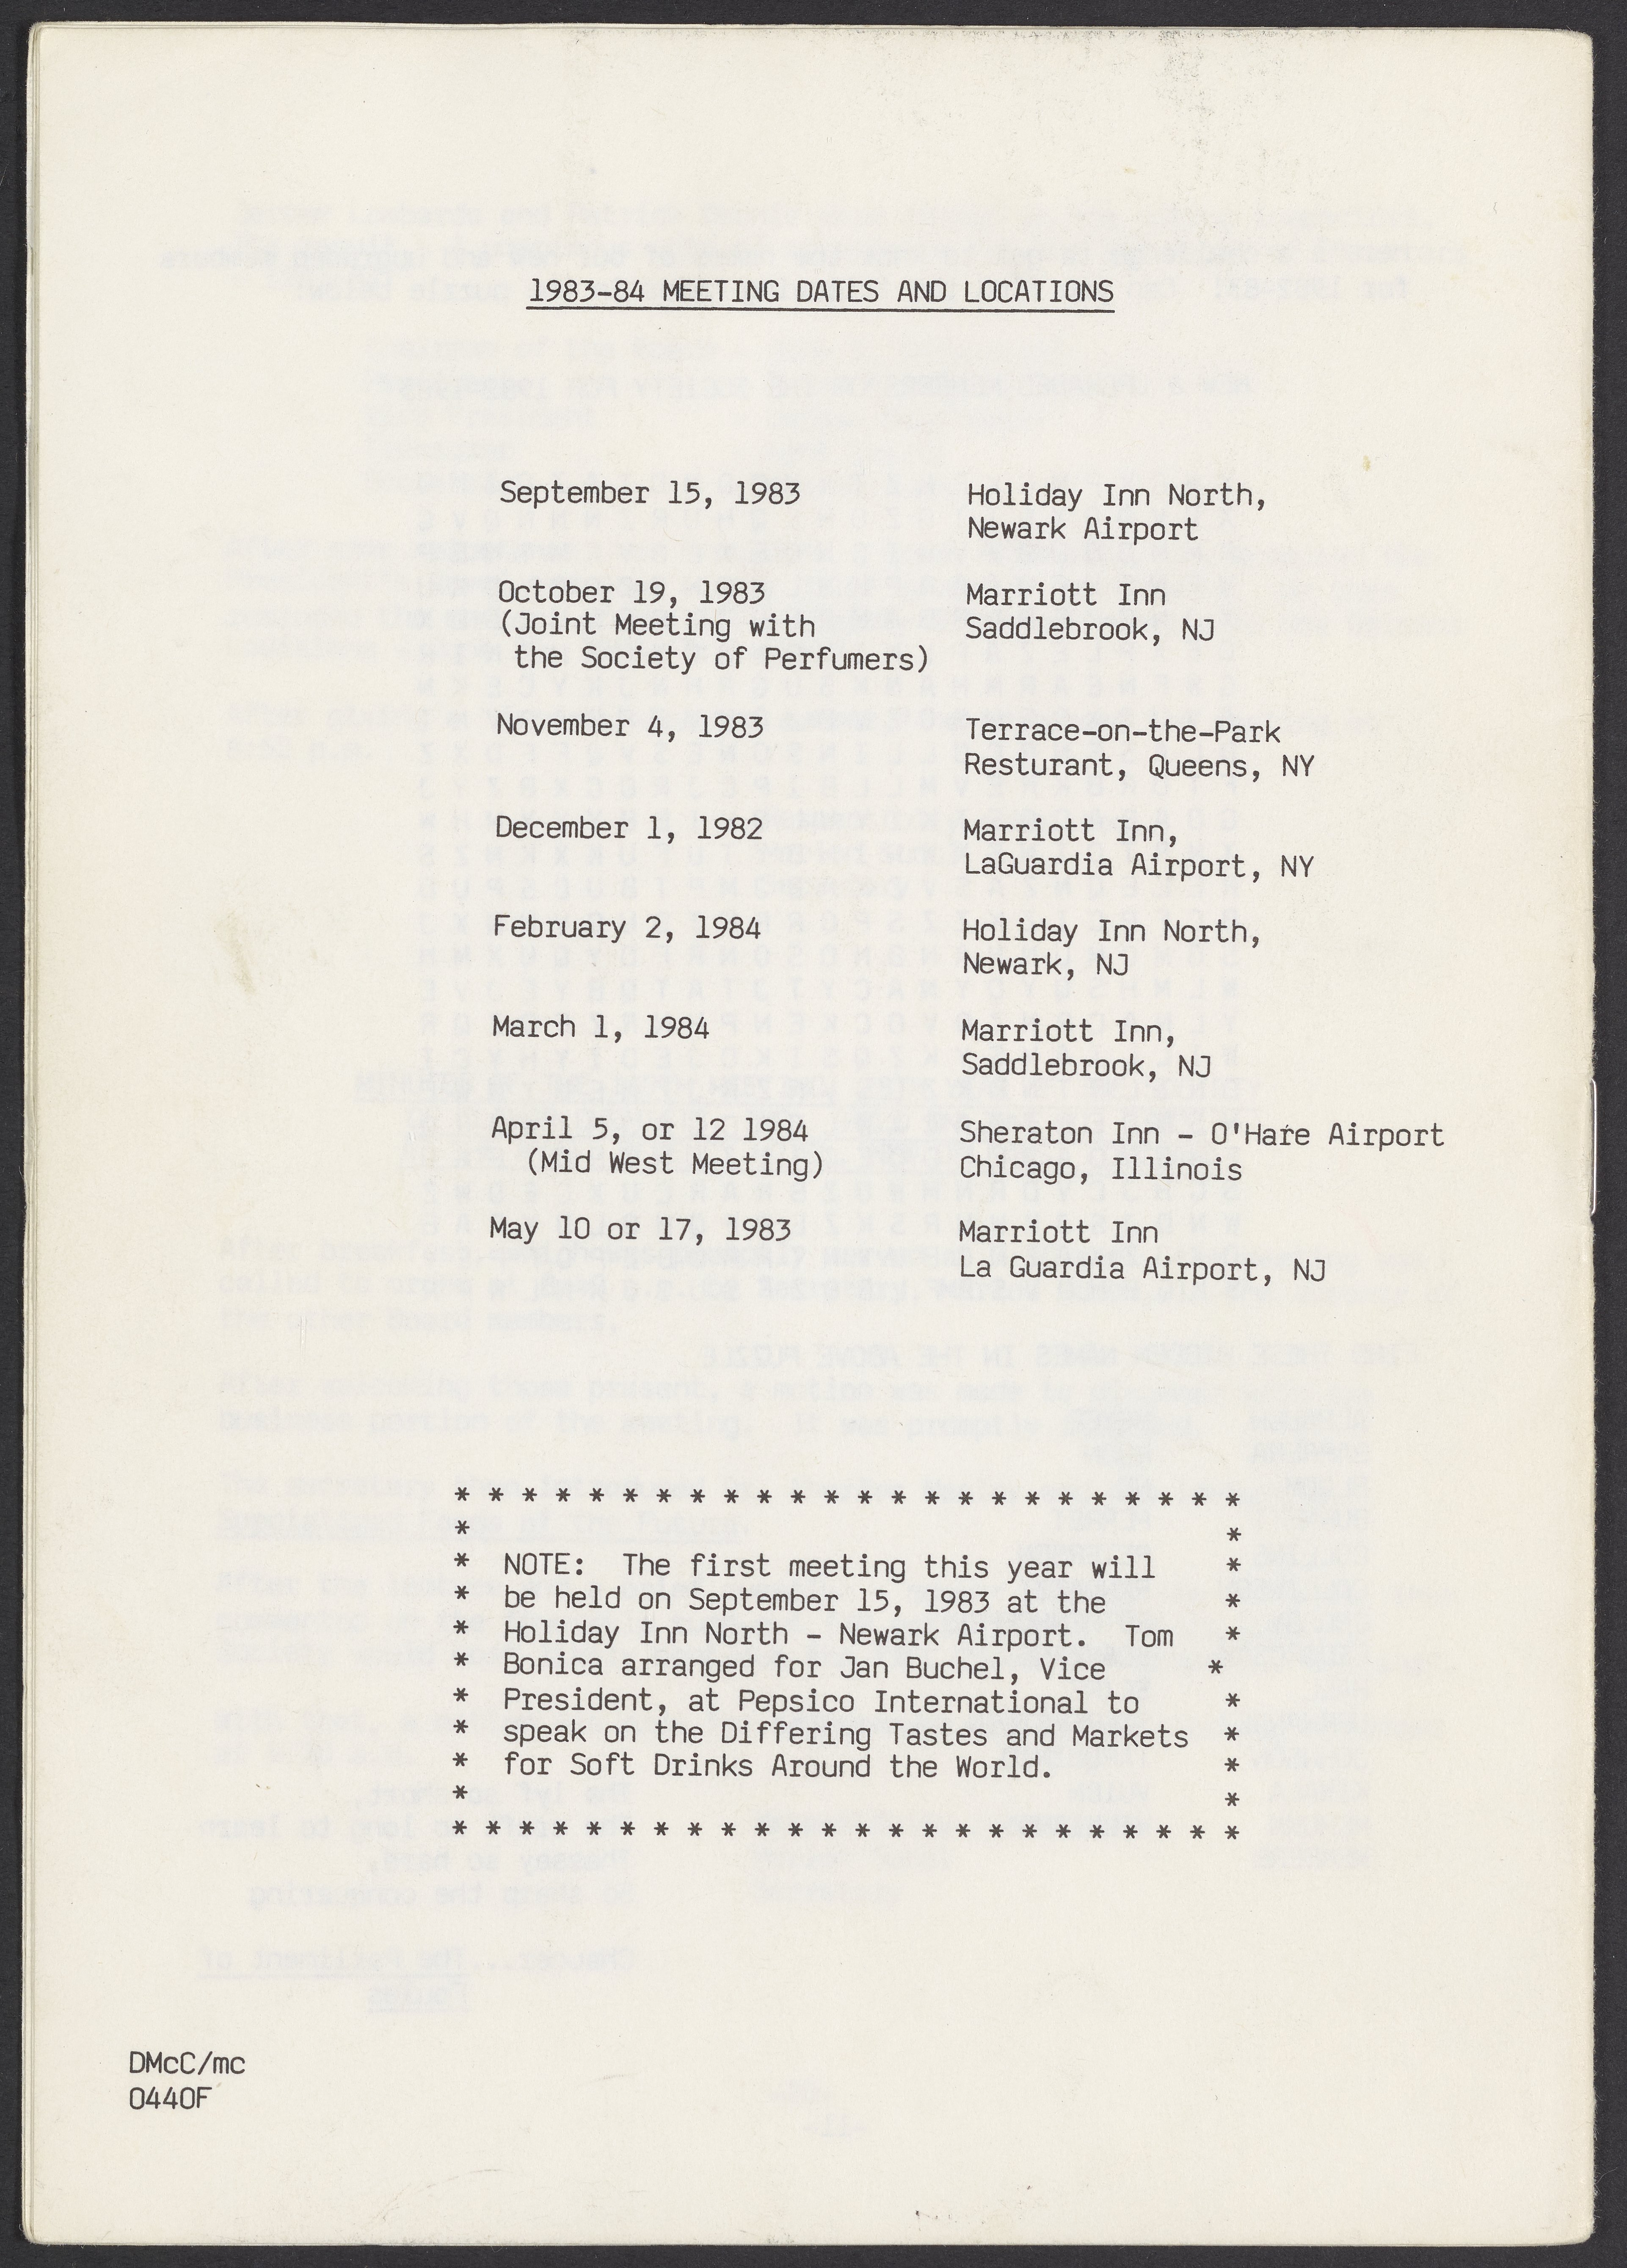 1983-84 MEETING DATES AND LOCATIONS
September 15, 1983 Holiday Inn North,
Newark Airport
October 19, 1983 Marriott Inn
(Joint Meeting with Saddlebrook, NJ
the Society of Perfumers)
November 4, 1983 Terrace-on-the-Park
Resturant, Queens, NY
December 1, 1982 Marriott Inn,
LaGuardia Airport, NY
February 2, 1984 Holiday Inn North,
Newark, NJ
March 1, 1984 Marriott Inn,
Saddlebrook, NJ
April 5, or 12 1984 Sheraton Inn - O'Hare Airport
(Mid West Meeting) Chicago, Illinois
May 10 or 17, 1983 Marriott Inn
La Guardia Airport, NJ
* * * * * * * * * * * * * * * * * * * * * * * *
* *
* NOTE: The first meeting this year will *
* be held on September 15, 1983 at the *
* Holiday Inn North - Newark Airport. Tom *
* Bonica arranged for Jan Buchel, Vice *
* President, at Pepsico International to *
* speak on the Differing Tastes and Markets *
* for Soft Drinks Around the World. *
* *
* * * * * * * * * * * * * * * * * * * * * * * *
DMcC/mc
0440F